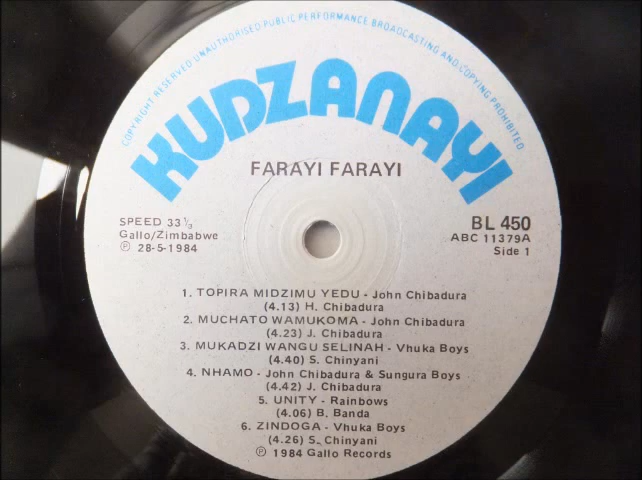 COPYRIGHT RESERVED UNAUTHORISED PUBLIC PERFORMANCE BROADCASTING AND COPYING PROHIBITED
KUDZANAYI
FARAYI FARAYI
SPEED 33 1/3
Gallo/Zimbabwe
Ⓟ 28-5-1984
BL 450
ABC 11379A
Side 1
1. TOPIRA MIDZIMU YEDU - John Chibadura
(4.13) H. Chibadura
2. MUCHATO WAMUKOMA - John Chibadura
(4.23) J. Chibadura
3. MUKADZI WANGU SELINAH - Vhuka Boys
(4.40) S. Chinyani
4. NHAMO - John Chibadura & Sungura Boys
(4.42) J. Chibadura
5. UNITY - Rainbows
(4.06) B. Banda
6. ZINDOGA - Vhuka Boys
(4.26) S. Chinyani
Ⓟ 1984 Gallo Records